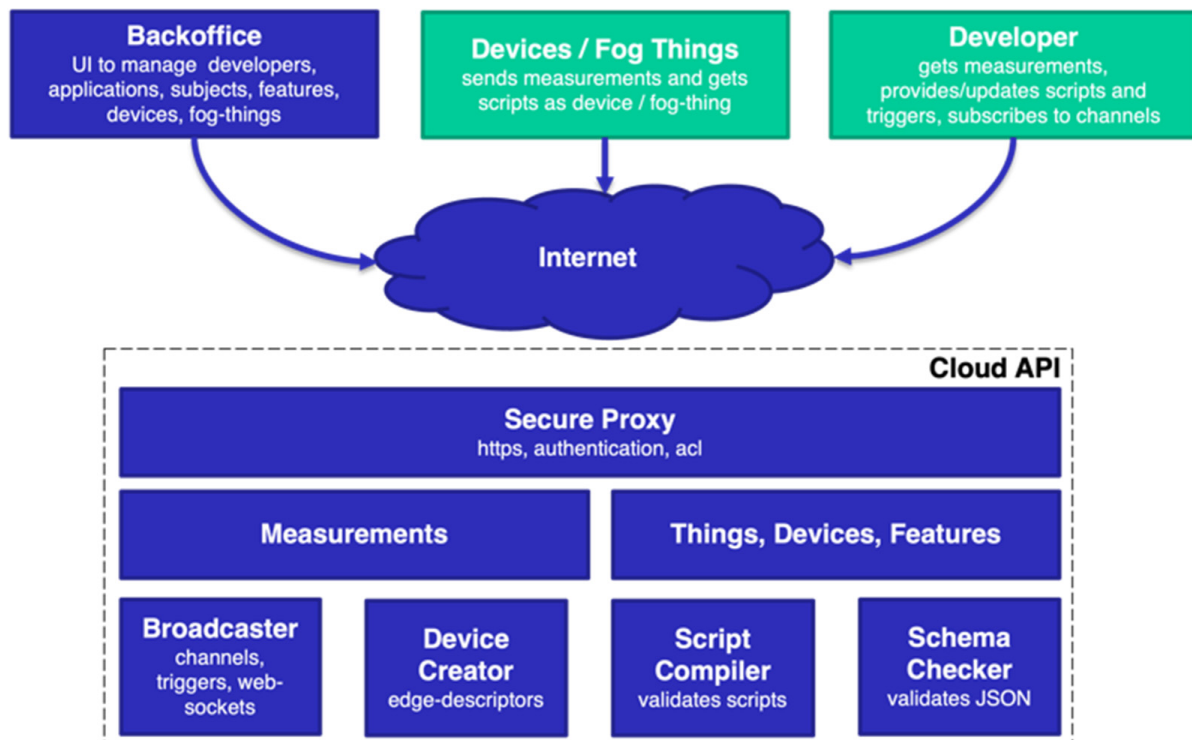 Backoffice
UI to manage developers,
applications, subjects, features,
devices, fog-things
Devices / Fog Things
sends measurements and gets
scripts as device / fog-thing
Developer
gets measurements,
provides/updates scripts and
triggers, subscribes to channels
Internet
Cloud API
Secure Proxy
https, authentication, acl
Measurements
Things, Devices, Features
Broadcaster
channels,
triggers, web-
sockets
Device
Creator
edge-descriptors
Script
Compiler
validates scripts
Schema
Checker
validates JSON